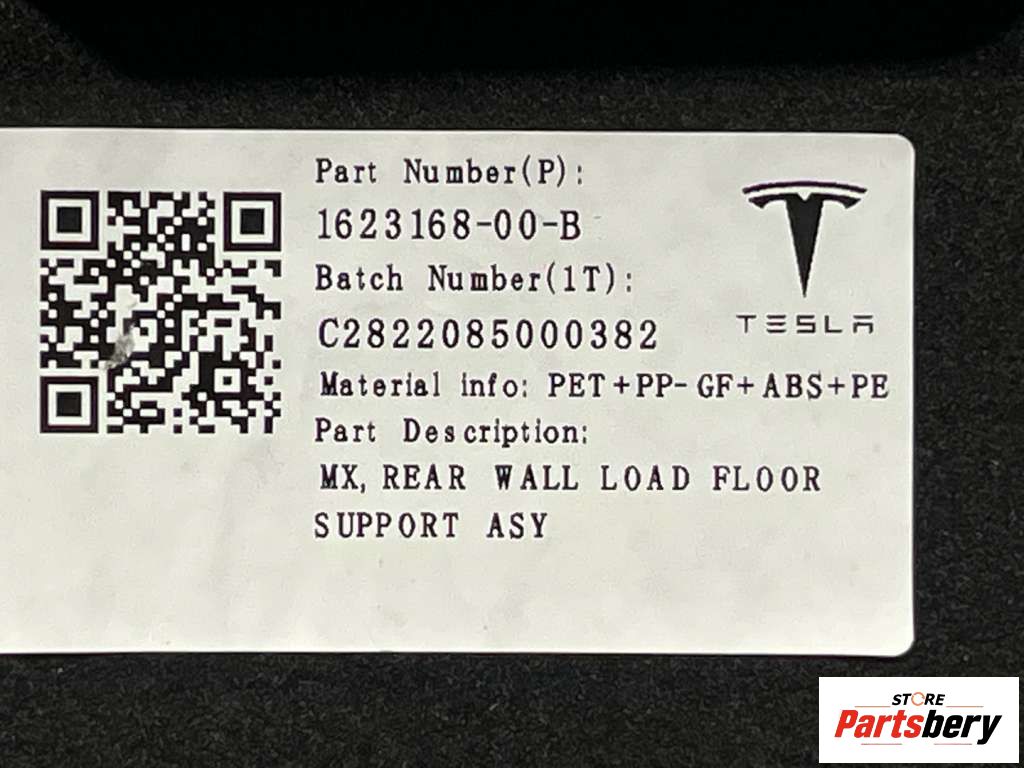 Part Number(P):
1623168-00-B
Batch Number(1T):
C2822085000382
Material info: PET+PP-GF+ABS+PE
Part Description:
MX, REAR WALL LOAD FLOOR
SUPPORT ASY
TESLA
STORE
Partsbery